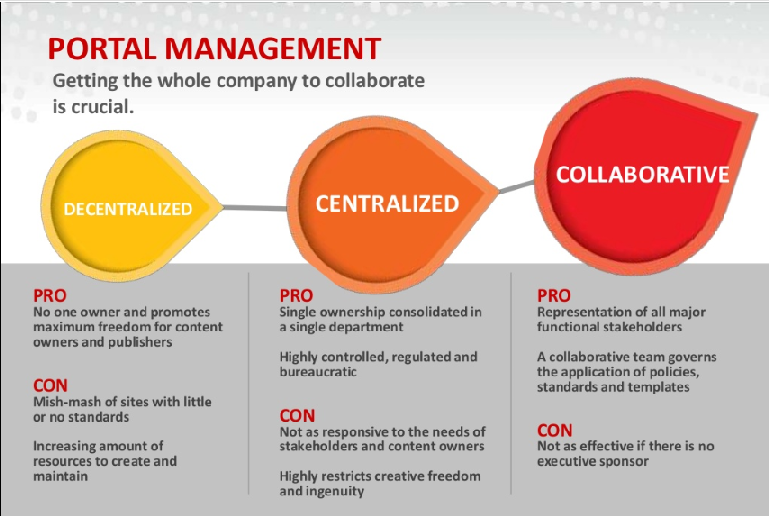 PORTAL MANAGEMENT
Getting the whole company to collaborate
is crucial.
DECENTRALIZED
CENTRALIZED
COLLABORATIVE
PRO
No one owner and promotes
maximum freedom for content
owners and publishers
CON
Mish-mash of sites with little
or no standards
Increasing amount of
resources to create and
maintain
PRO
Single ownership consolidated in
a single department
Highly controlled, regulated and
bureaucratic
CON
Not as responsive to the needs of
stakeholders and content owners
Highly restricts creative freedom
and ingenuity
PRO
Representation of all major
functional stakeholders
A collaborative team governs
the application of policies,
standards and templates
CON
Not as effective if there is no
executive sponsor